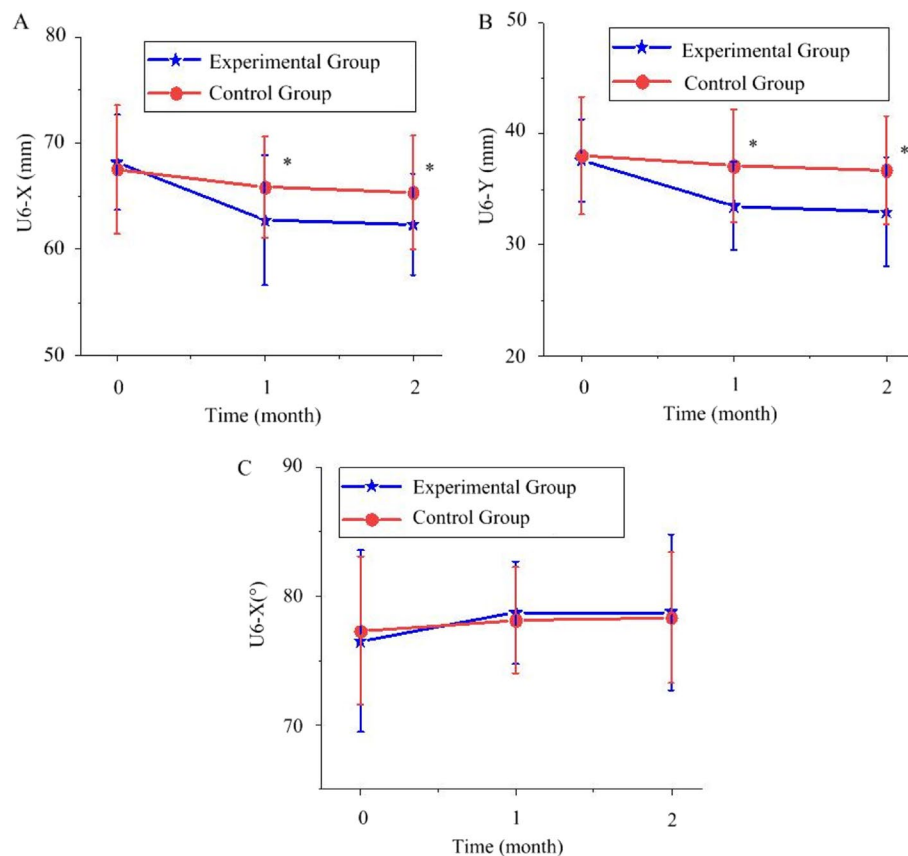 A
80
Experimental Group
Control Group
70
*
*
U6-X (mm)
60
50
0
1
2
Time (month)
B
50
Experimental Group
Control Group
40
*
*
U6-Y (mm)
30
20
0
1
2
Time (month)
C
90
Experimental Group
Control Group
80
U6-X(°)
70
0
1
2
Time (month)